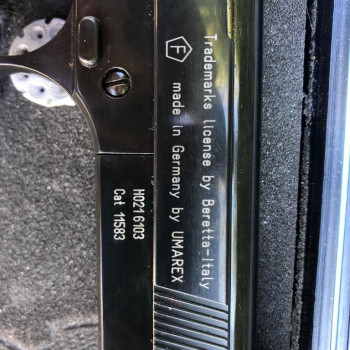 Trademarks license by Beretta-Italy
F made in Germany by UMAREX
H0216103
Cat 11583